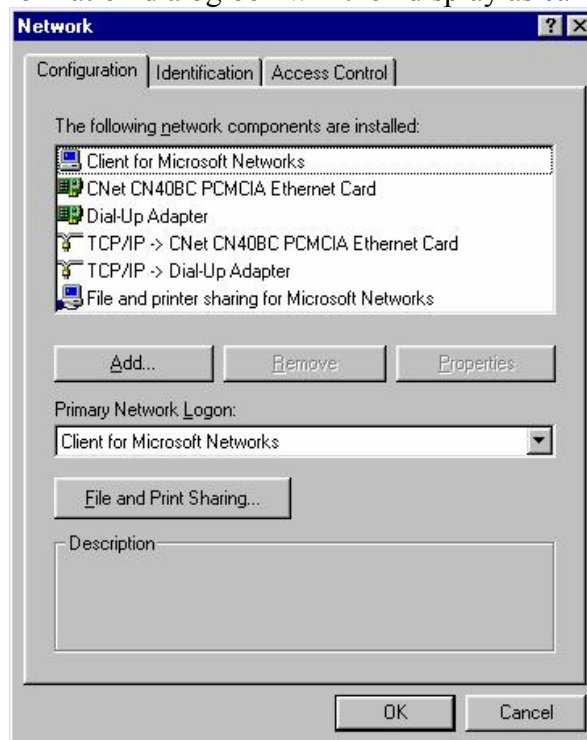 dialog
display as
Network
Configuration Identification Access Control
The following network components are installed:
Client for Microsoft Networks
CNet CN40BC PCMCIA Ethernet Card
Dial-Up Adapter
TCP/IP -> CNet CN40BC PCMCIA Ethernet Card
TCP/IP -> Dial-Up Adapter
File and printer sharing for Microsoft Networks
Add... Remove Properties
Primary Network Logon:
Client for Microsoft Networks
File and Print Sharing...
Description
OK Cancel